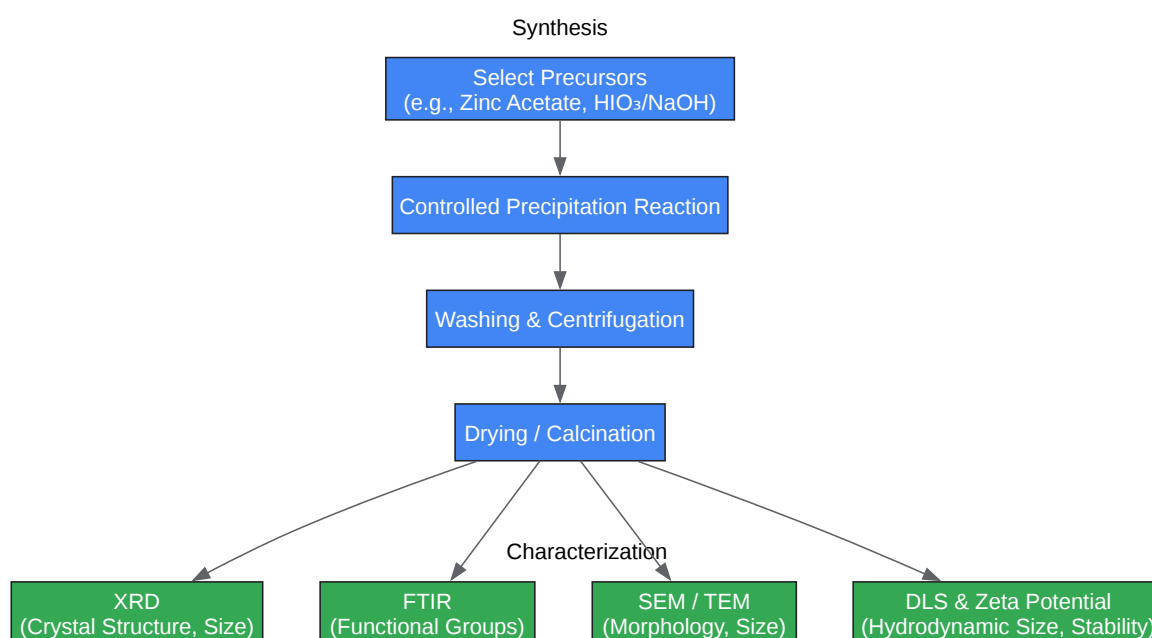 Synthesis
Select Precursors
(e.g., Zinc Acetate, HIO₃/NaOH)
Controlled Precipitation Reaction
Washing & Centrifugation
Drying / Calcination
Characterization
XRD
(Crystal Structure, Size)
FTIR
(Functional Groups)
SEM / TEM
(Morphology, Size)
DLS & Zeta Potential
(Hydrodynamic Size, Stability)